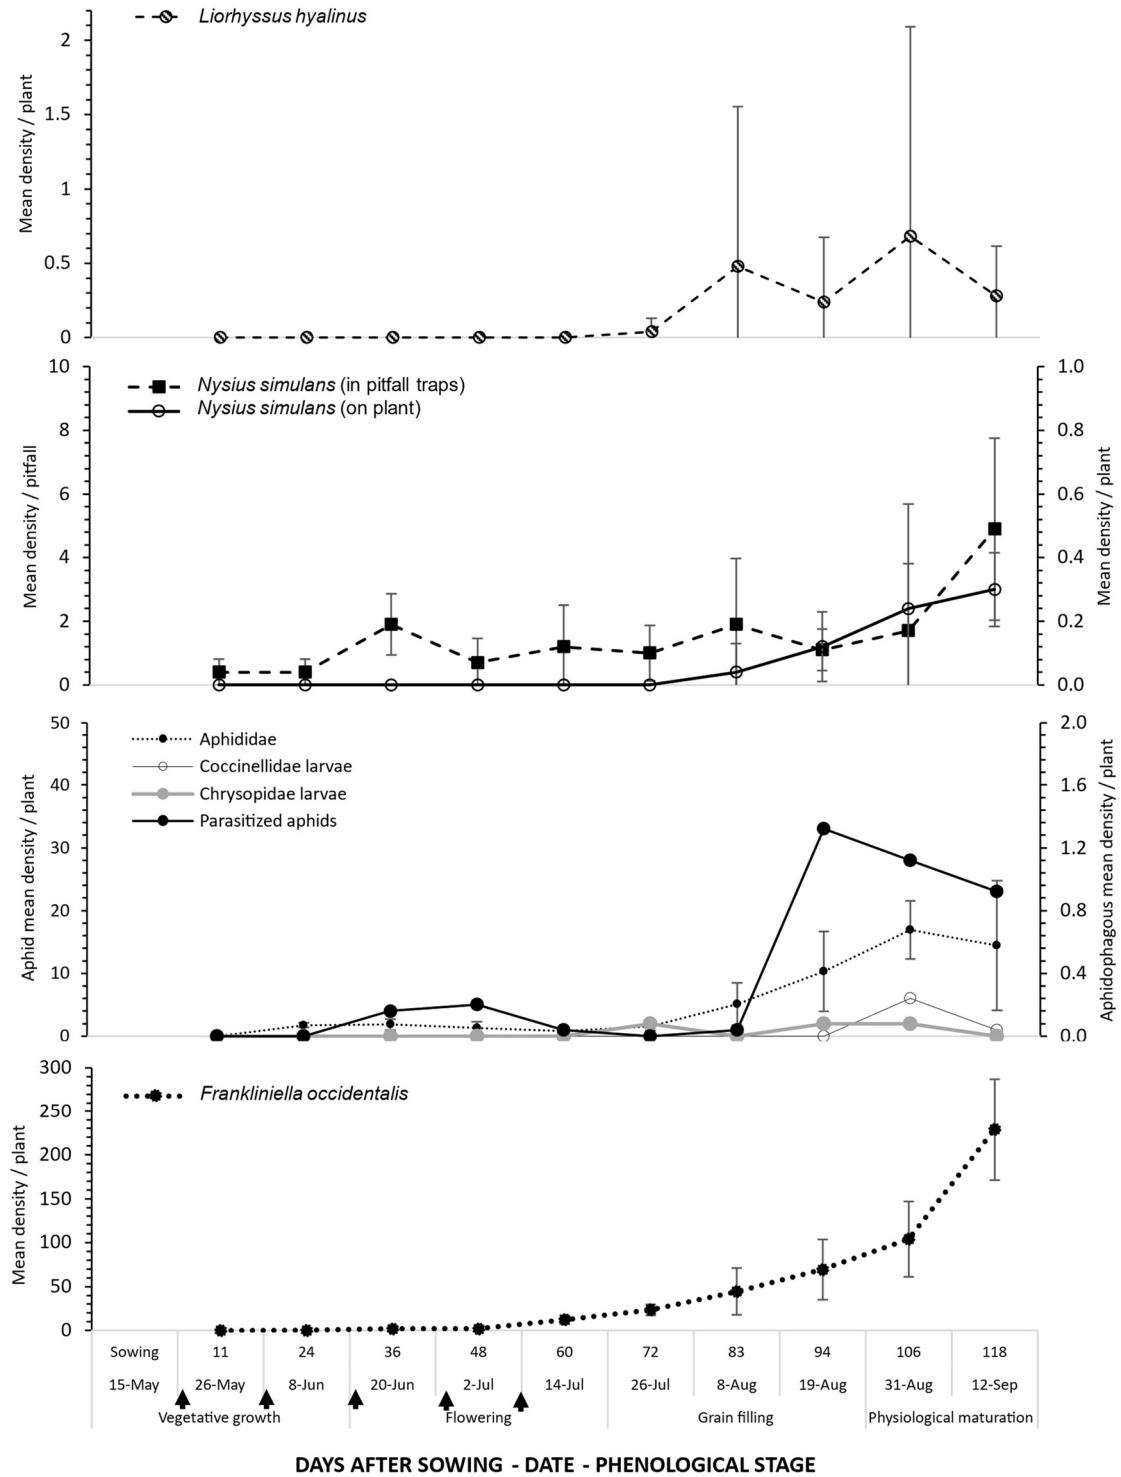 Liorhyssus hyalinus
Mean density / plant
2
1.5
1
0.5
0
Nysius simulans (in pitfall traps)
Nysius simulans (on plant)
Mean density / pitfall
10
8
6
4
2
0
Mean density / plant
1.0
0.8
0.6
0.4
0.2
0.0
Aphididae
Coccinellidae larvae
Chrysopidae larvae
Parasitized aphids
Aphid mean density / plant
50
40
30
20
10
0
Aphidophagous mean density / plant
2.0
1.6
1.2
0.8
0.4
0.0
Frankliniella occidentalis
Mean density / plant
300
250
200
150
100
50
0
Sowing 11 24 36 48 60 72 83 94 106 118
15-May 26-May 8-Jun 20-Jun 2-Jul 14-Jul 26-Jul 8-Aug 19-Aug 31-Aug 12-Sep
Vegetative growth Flowering Grain filling Physiological maturation
DAYS AFTER SOWING - DATE - PHENOLOGICAL STAGE